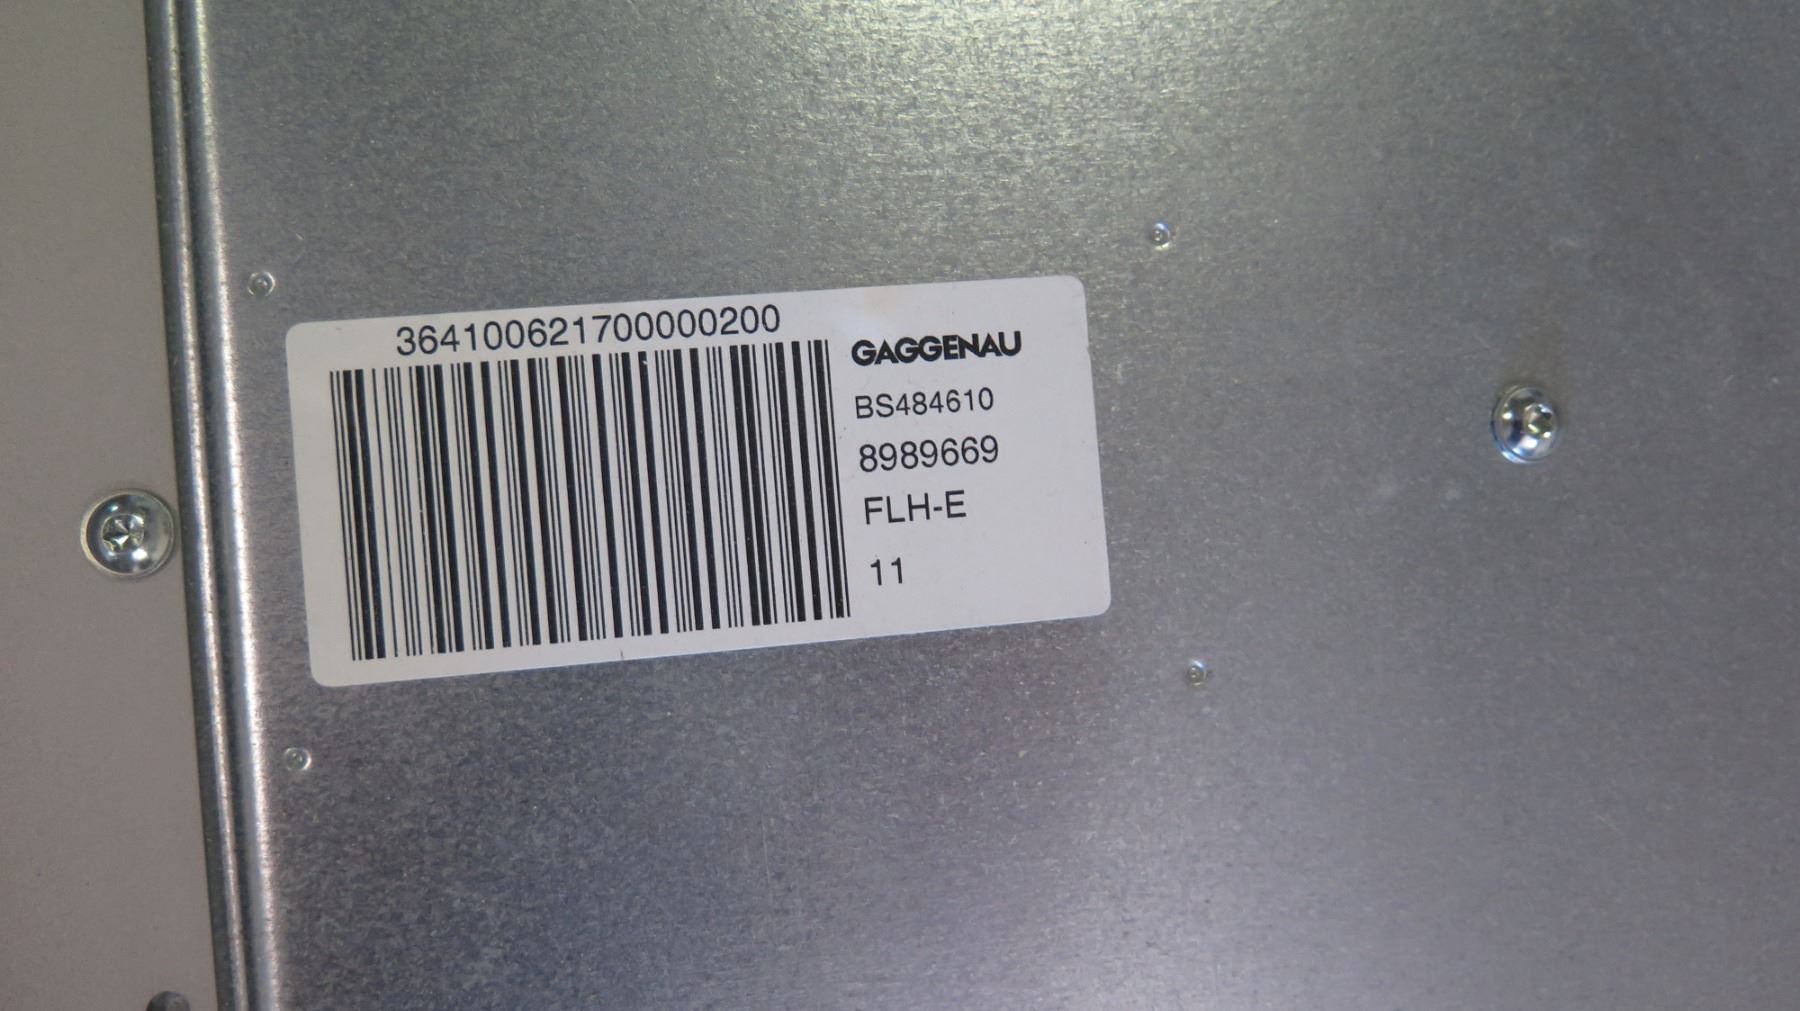 364100621700000200
GAGGENAU
BS484610
8989669
FLH-E
11